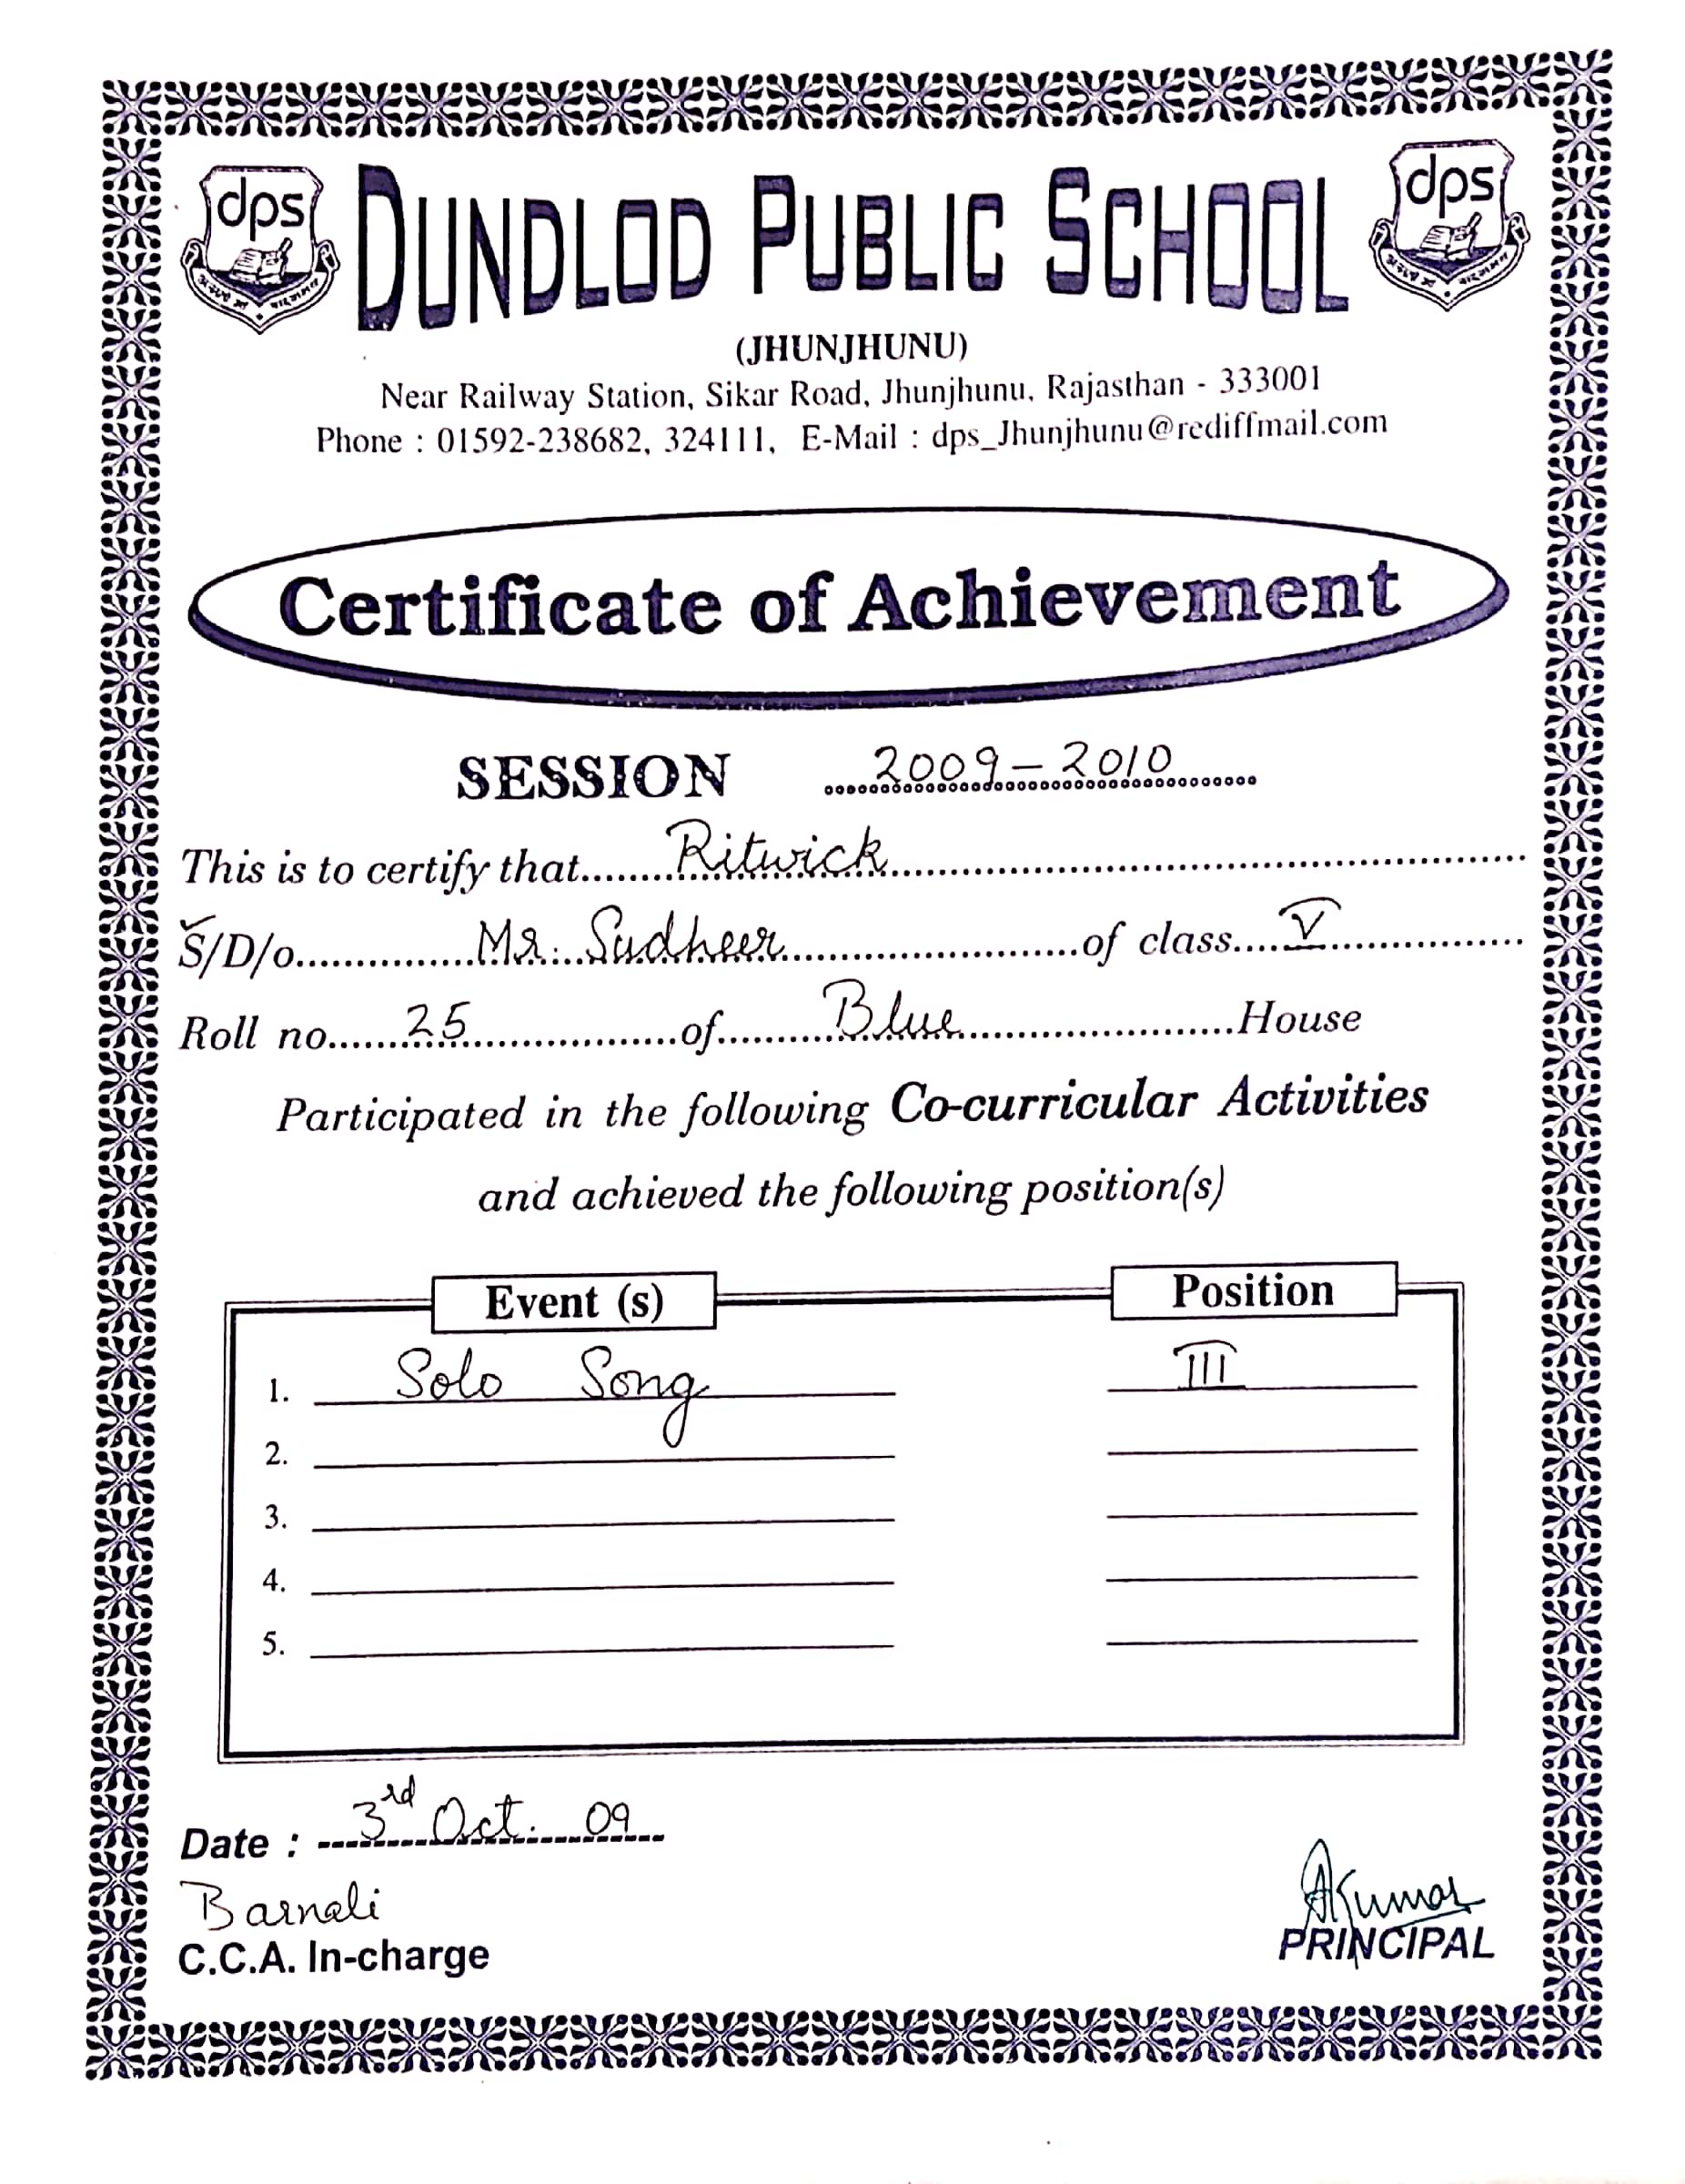 dps
DUNDLOD PUBLIC SCHOOL
dps
(JHUNJHUNU)
Near Railway Station, Sikar Road, Jhunjhunu, Rajasthan - 333001
Phone : 01592-238682, 324111, E-Mail : dps_Jhunjhunu@rediffmail.com
Certificate of Achievement
SESSION 2009-2010
This is to certify that Ritwick
S/D/o Mr. Sudheer of class V
Roll no 25 of Blue House
Participated in the following Co-curricular Activities
and achieved the following position(s)
Event (s) Position
1. Solo Song III
2.
3.
4.
5.
Date : 3rd Oct. 09
Barnali
C.C.A. In-charge
AKumar
PRINCIPAL